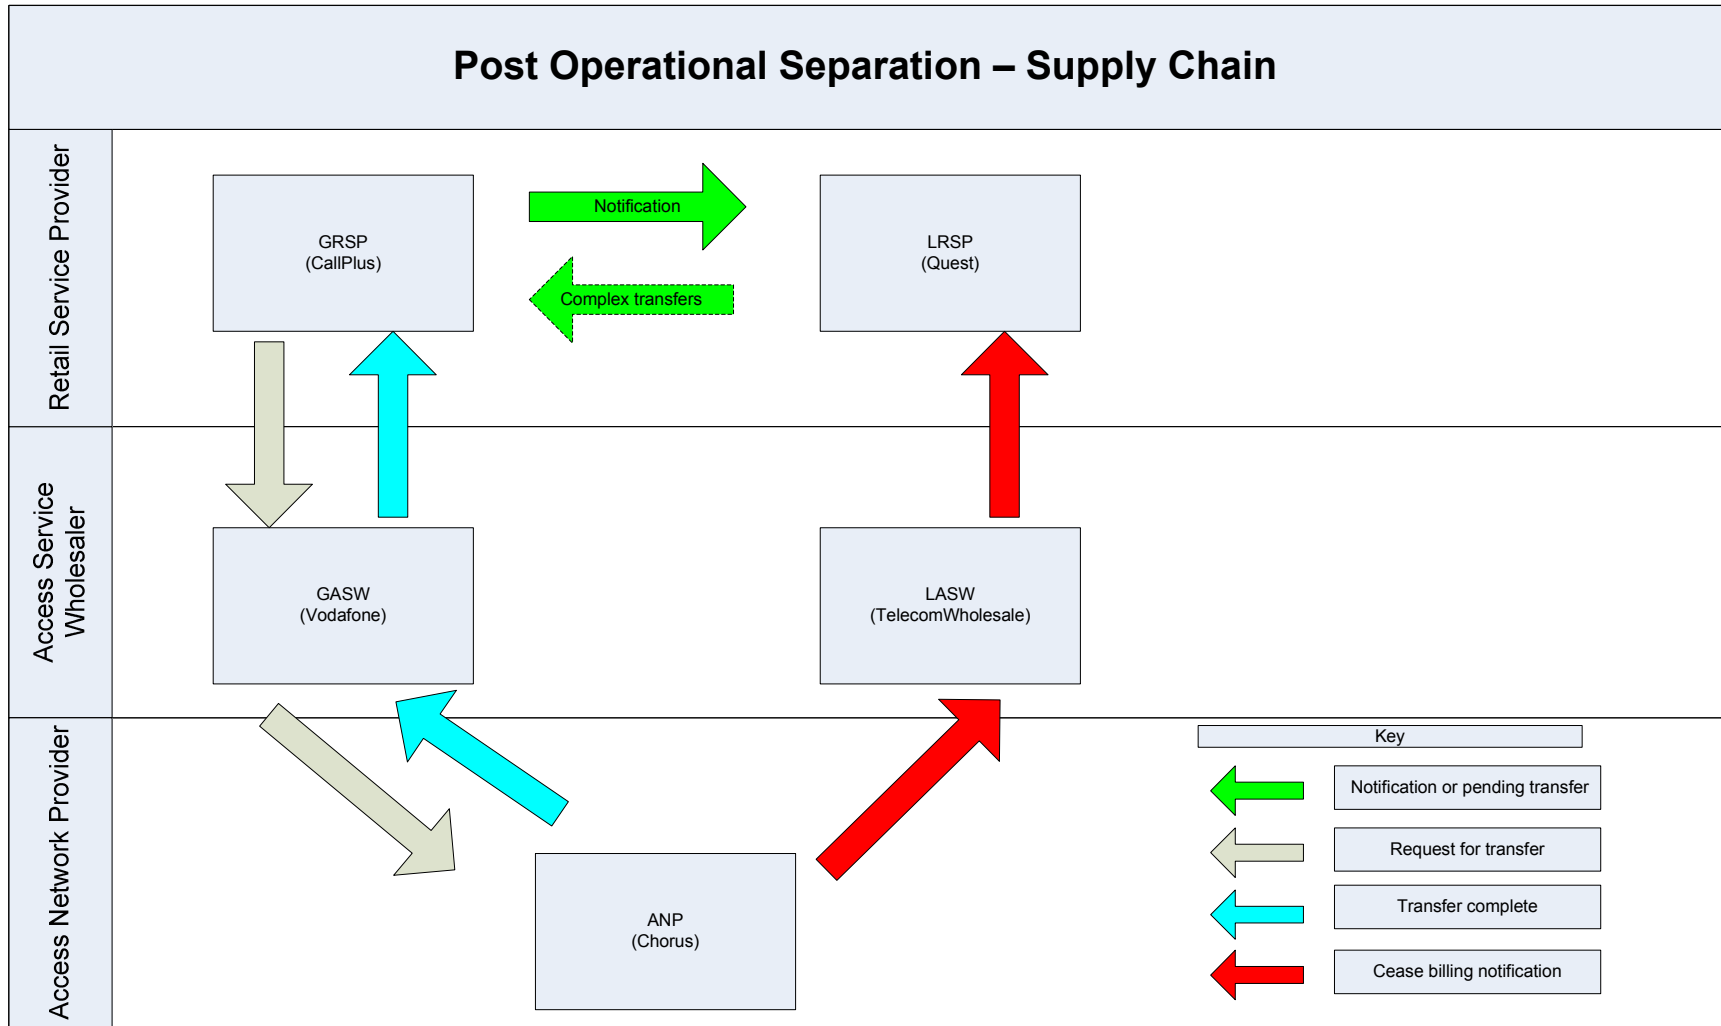 Post Operational Separation – Supply Chain
Retail Service Provider
GRSP
(CallPlus)
Notification
Complex transfers
LRSP
(Quest)
Access Service
Wholesaler
GASW
(Vodafone)
LASW
(TelecomWholesale)
Access Network Provider
ANP
(Chorus)
Key
Notification or pending transfer
Request for transfer
Transfer complete
Cease billing notification